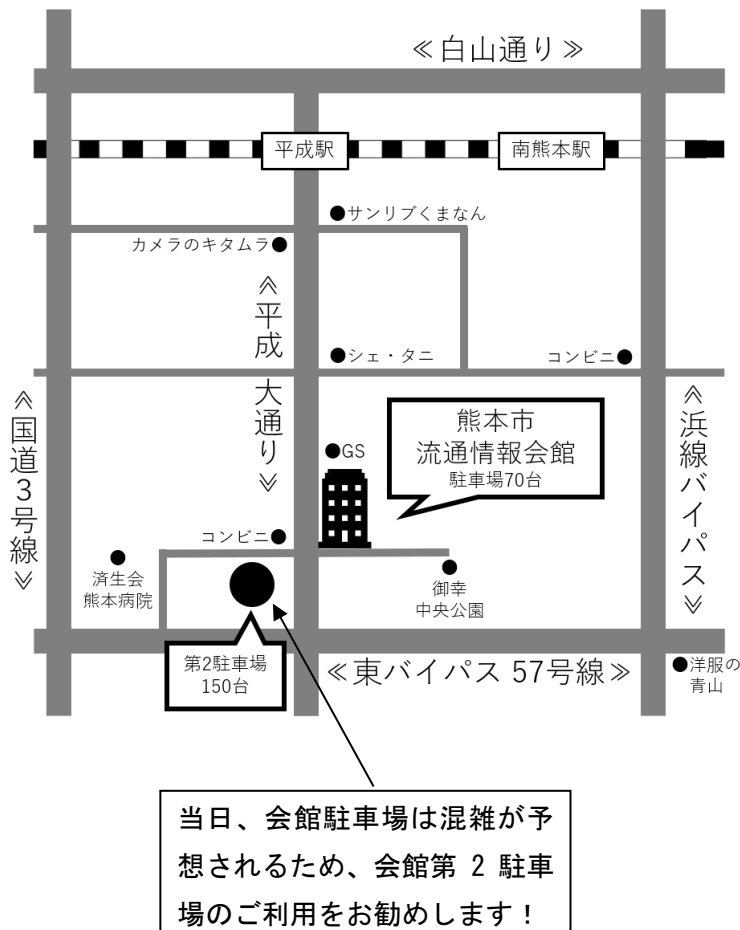 ≪白山通り≫
平成駅
南熊本駅
●サンリブくまなん
カメラのキタムラ●
≪平成 大通り≫
●シェ・タニ
コンビニ●
≪国道3号線≫
≪浜線バイパス≫
熊本市
流通情報会館
駐車場70台
●GS
コンビニ●
済生会
熊本病院
御幸
中央公園
第2駐車場
150台
≪東バイパス 57号線≫
●洋服の
青山
当日、会館駐車場は混雑が予
想されるため、会館第 2 駐車
場のご利用をお勧めします！